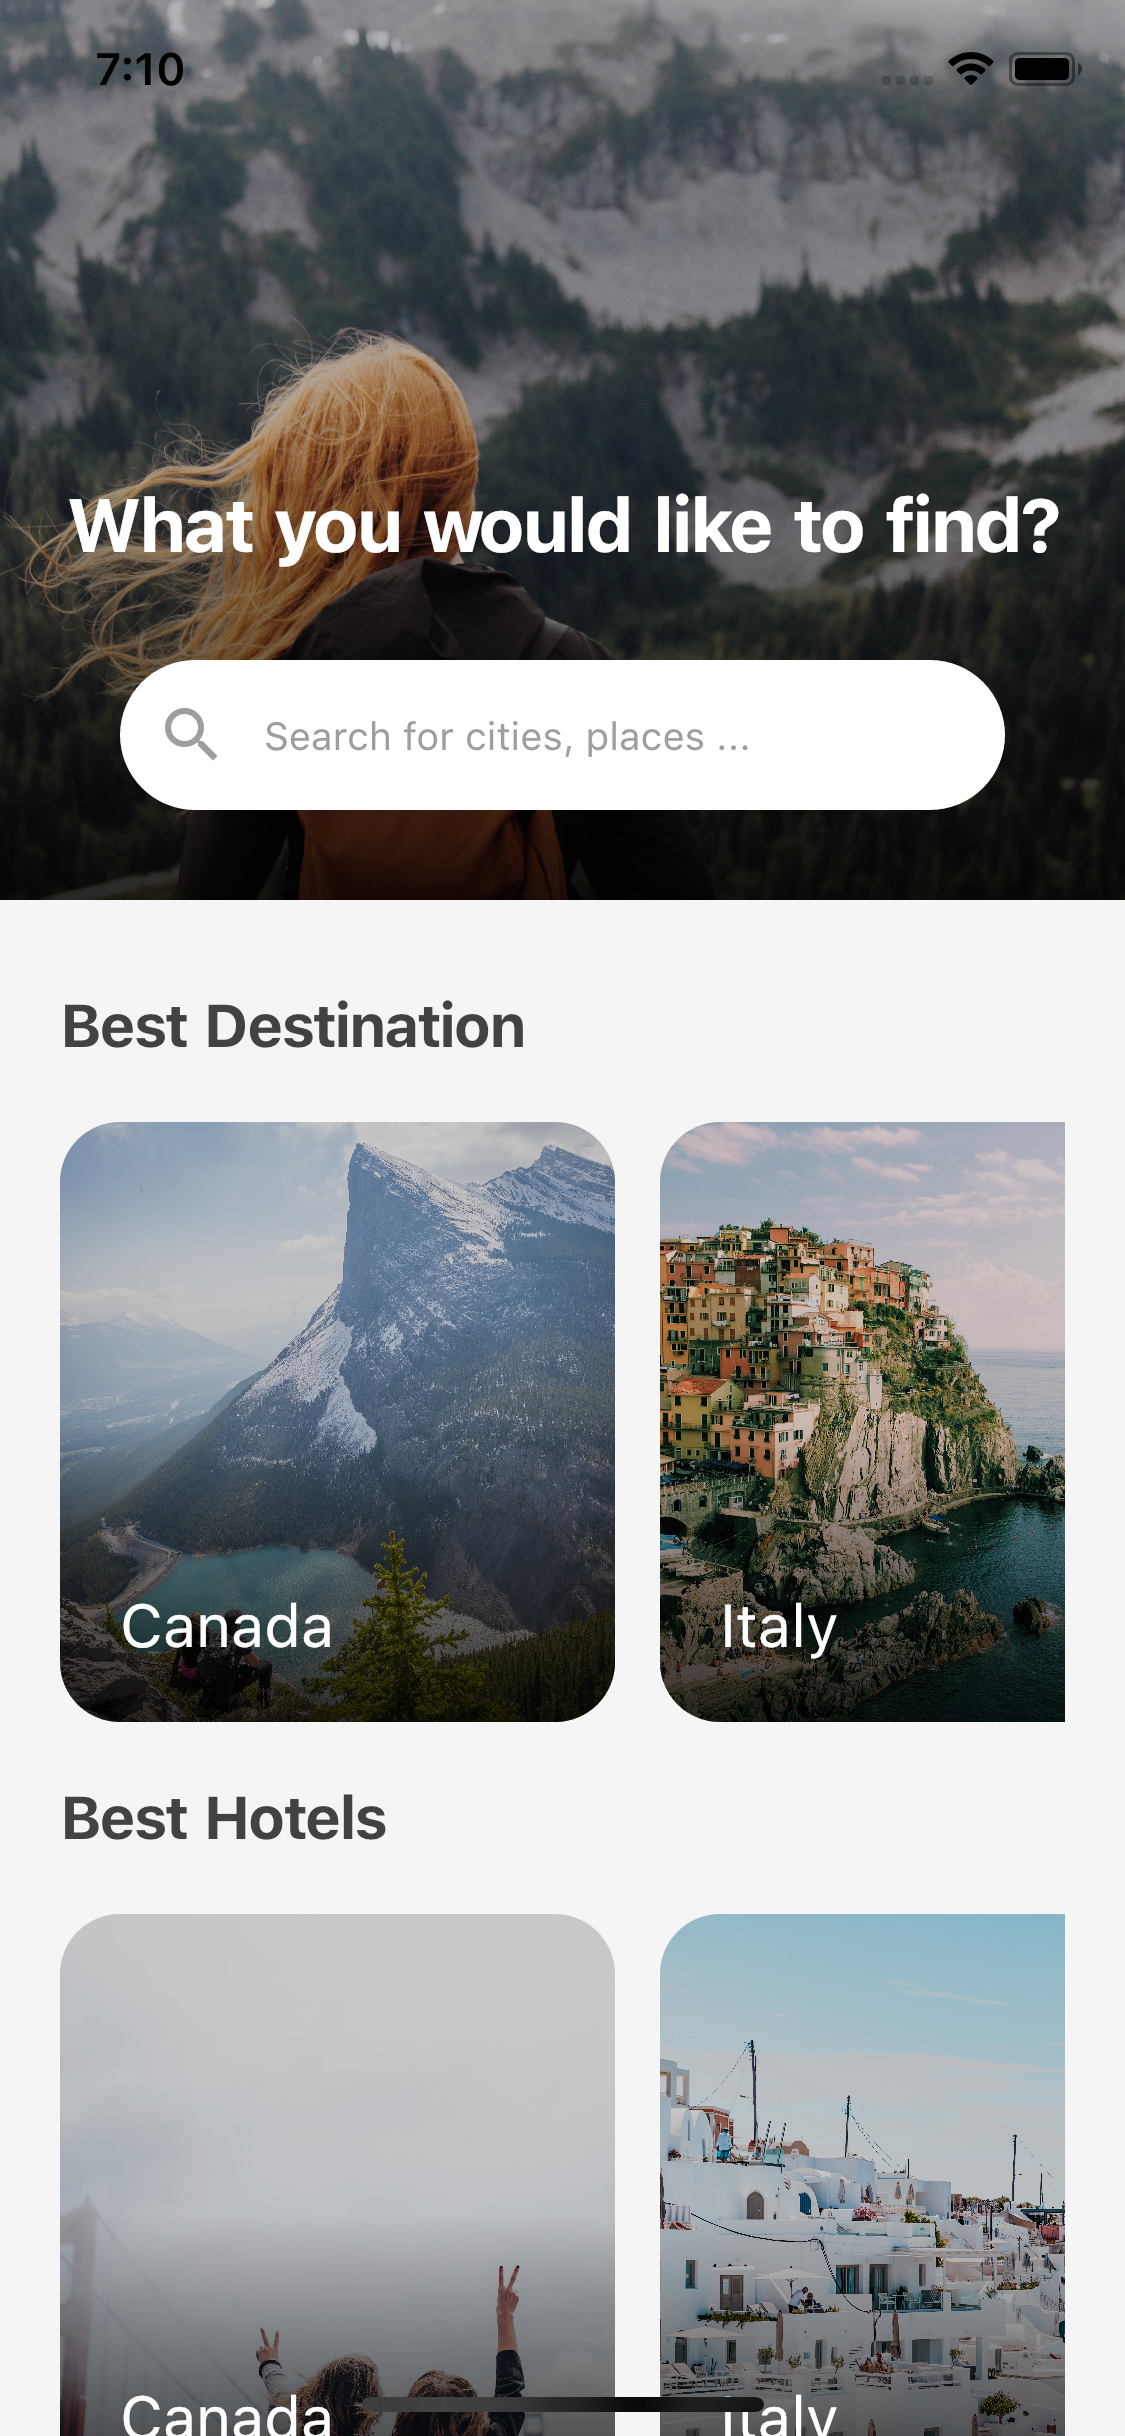 7:10
What you would like to find?
Search for cities, places ...
Best Destination
Canada
Italy
Best Hotels
Canada
Italy